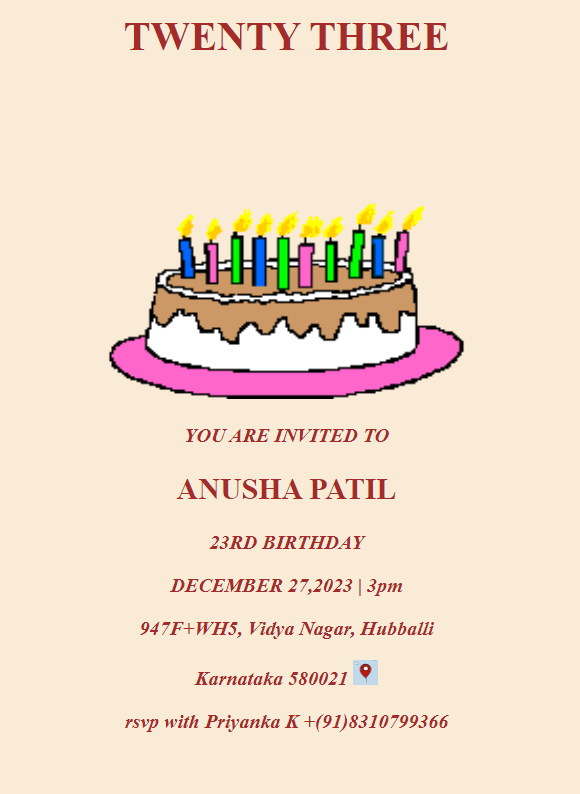 TWENTY THREE
YOU ARE INVITED TO
ANUSHA PATIL
23RD BIRTHDAY
DECEMBER 27,2023 | 3pm
947F+WH5, Vidya Nagar, Hubballi
Karnataka 580021
rsvp with Priyanka K +(91)8310799366